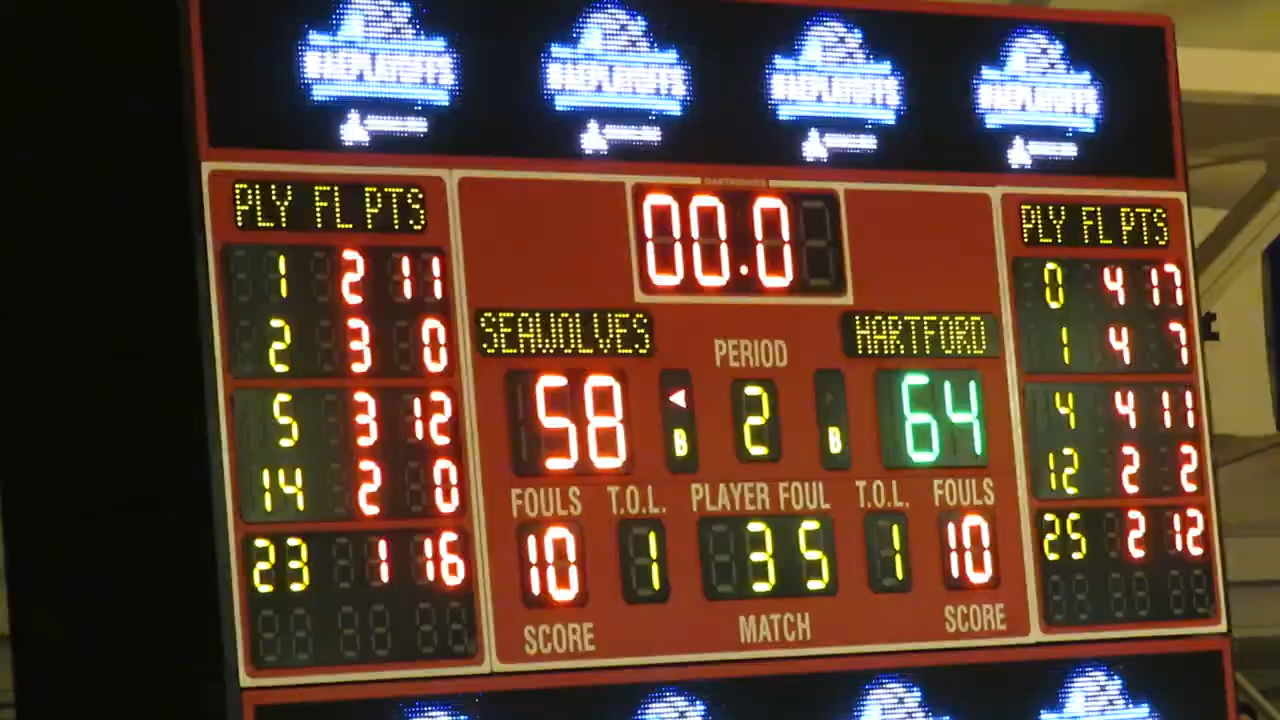 PLY FL PTS
1 2 11
2 3 0
5 3 12
14 2 0
23 1 16
00.0
SEAWOLVES PERIOD HARTFORD
58 B 2 B 64
FOULS T.O.L. PLAYER FOUL T.O.L. FOULS
10 1 3 5 1 10
SCORE MATCH SCORE
PLY FL PTS
0 4 17
1 4 7
4 4 11
12 2 2
25 2 12